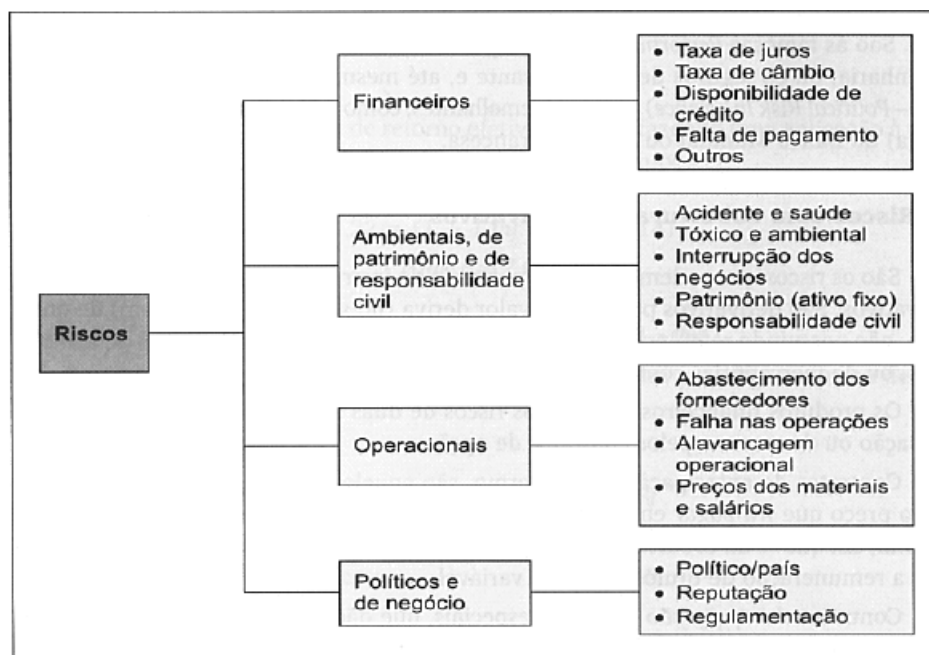 Riscos
Financeiros
• Taxa de juros
• Taxa de câmbio
• Disponibilidade de
crédito
• Falta de pagamento
• Outros
Ambientais, de
patrimônio e de
responsabilidade
civil
• Acidente e saúde
• Tóxico e ambiental
• Interrupção dos
negócios
• Patrimônio (ativo fixo)
• Responsabilidade civil
Operacionais
• Abastecimento dos
fornecedores
• Falha nas operações
• Alavancagem
operacional
• Preços dos materiais
e salários
Políticos e
de negócio
• Político/país
• Reputação
• Regulamentação